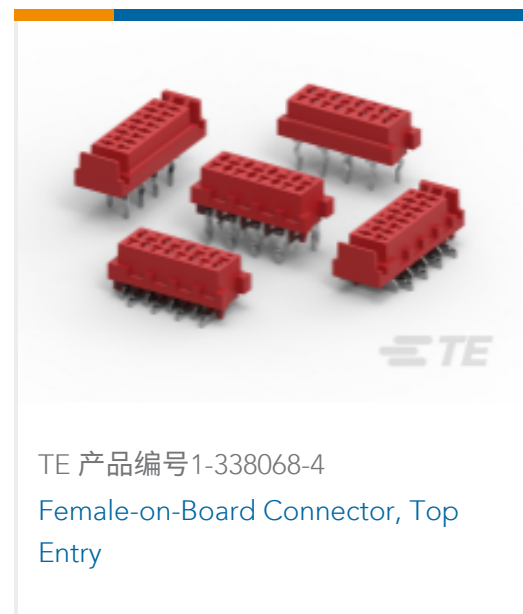 TE
TE 产品编号1-338068-4
Female-on-Board Connector, Top
Entry